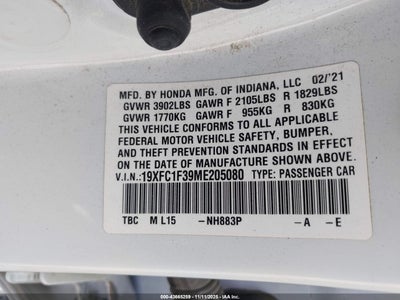 MFD. BY HONDA MFG. OF INDIANA, LLC 02/'21
GVWR 3902LBS GAWR F 2105LBS R 1829LBS
GVWR 1770KG GAWR F 955KG R 830KG
THIS VEHICLE CONFORMS TO ALL APPLICABLE
FEDERAL MOTOR VEHICLE SAFETY, BUMPER,
AND THEFT PREVENTION STANDARDS IN EFFECT
ON THE DATE OF MANUFACTURE SHOWN ABOVE.
V.I.N.:19XFC1F39ME205080 TYPE: PASSENGER CAR
TBC M L15 -NH883P -A -E
000-43665259 - 11/11/2025 - IAA Holdings, LLC